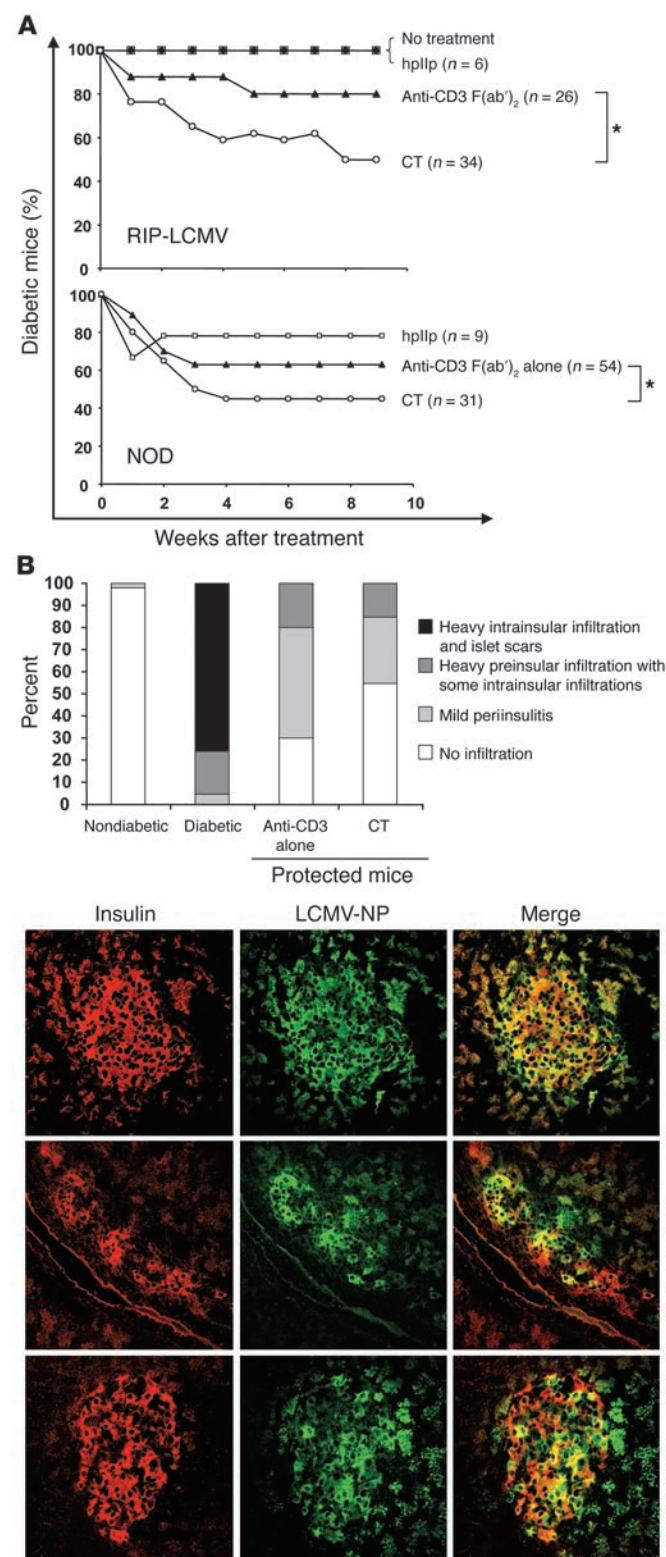 A
Diabetic mice (%)
100
80
60
40
20
0
No treatment
hpIIp (n = 6)
Anti-CD3 F(ab′)2 (n = 26)
*
CT (n = 34)
RIP-LCMV
100
80
60
40
20
0
hpIIp (n = 9)
Anti-CD3 F(ab′)2 alone (n = 54)
*
CT (n = 31)
NOD
0 2 4 6 8 10
Weeks after treatment
B
Percent
100
90
80
70
60
50
40
30
20
10
0
Heavy intrainsular infiltration
and islet scars
Heavy preinsular infiltration with
some intrainsular infiltrations
Mild periinsulitis
No infiltration
Nondiabetic Diabetic Anti-CD3 CT
alone
Protected mice
Insulin LCMV-NP Merge